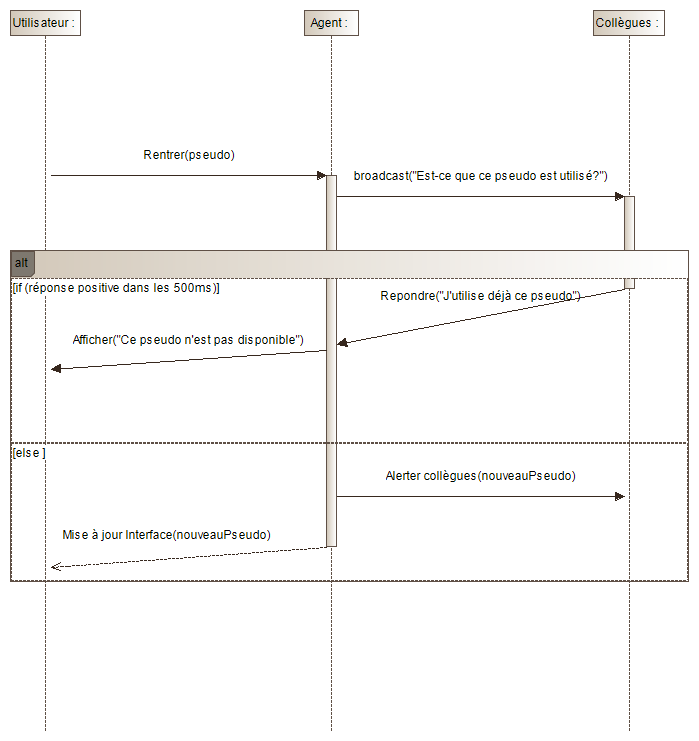 Utilisateur :
Agent :
Collègues :
Rentrer(pseudo)
broadcast("Est-ce que ce pseudo est utilisé?")
alt
[if (réponse positive dans les 500ms)]
Repondre("J'utilise déjà ce pseudo")
Afficher("Ce pseudo n'est pas disponible")
[else ]
Alerter collègues(nouveauPseudo)
Mise à jour Interface(nouveauPseudo)